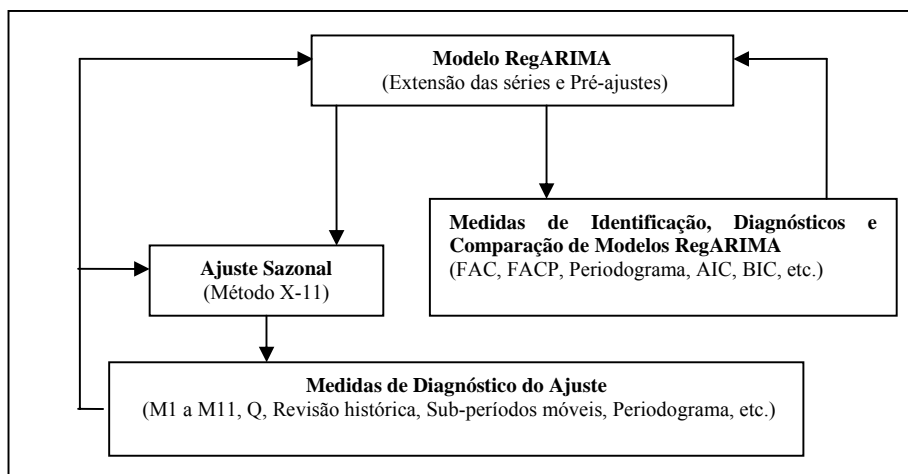 Modelo RegARIMA
(Extensão das séries e Pré-ajustes)
Medidas de Identificação, Diagnósticos e
Comparação de Modelos RegARIMA
(FAC, FACP, Periodograma, AIC, BIC, etc.)
Ajuste Sazonal
(Método X-11)
Medidas de Diagnóstico do Ajuste
(M1 a M11, Q, Revisão histórica, Sub-períodos móveis, Periodograma, etc.)